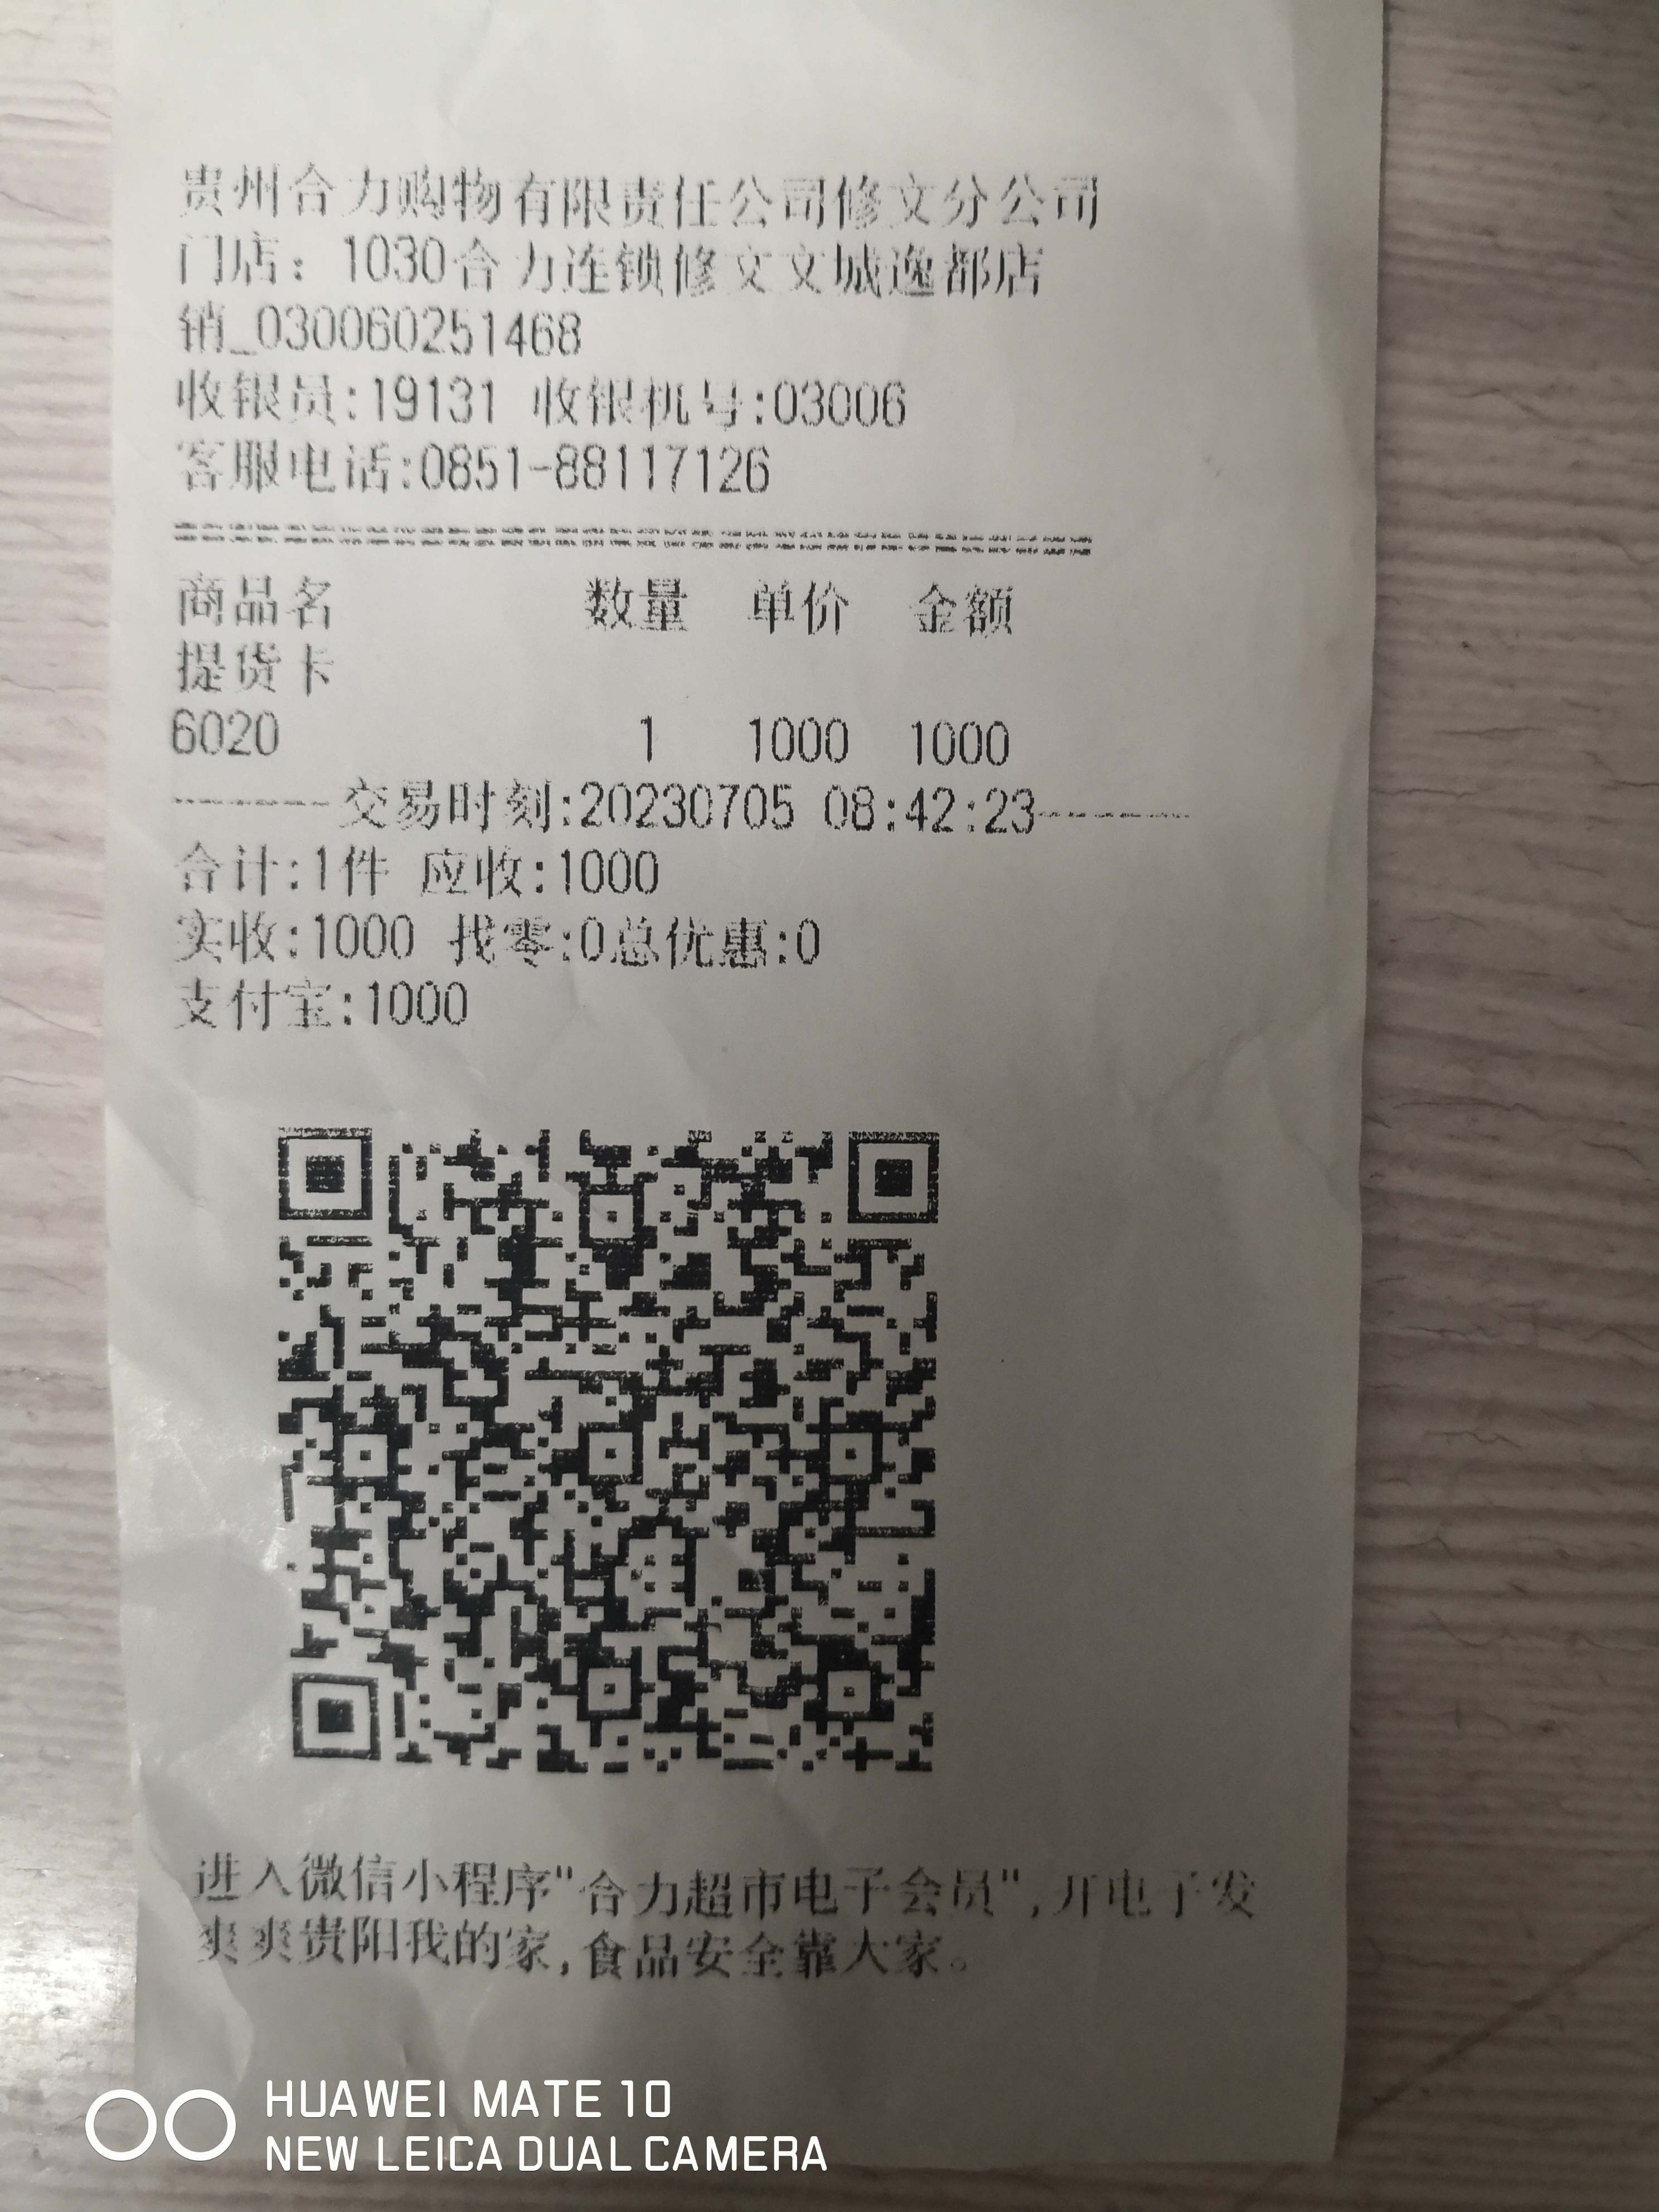 贵州合力购物有限责任公司修文分公司
门店：1030合力连锁修文文城逸都店
销_030060251468
收银员:19131 收银机号:03006
客服电话:0851-88117126
商品名 数量 单价 金额
提货卡
6020 1 1000 1000
------交易时刻:20230705 08:42:23------
合计:1件 应收:1000
实收:1000 找零:0总优惠:0
支付宝:1000
进入微信小程序"合力超市电子会员",开电子发
爽爽贵阳我的家,食品安全靠大家。
HUAWEI MATE 10
NEW LEICA DUAL CAMERA